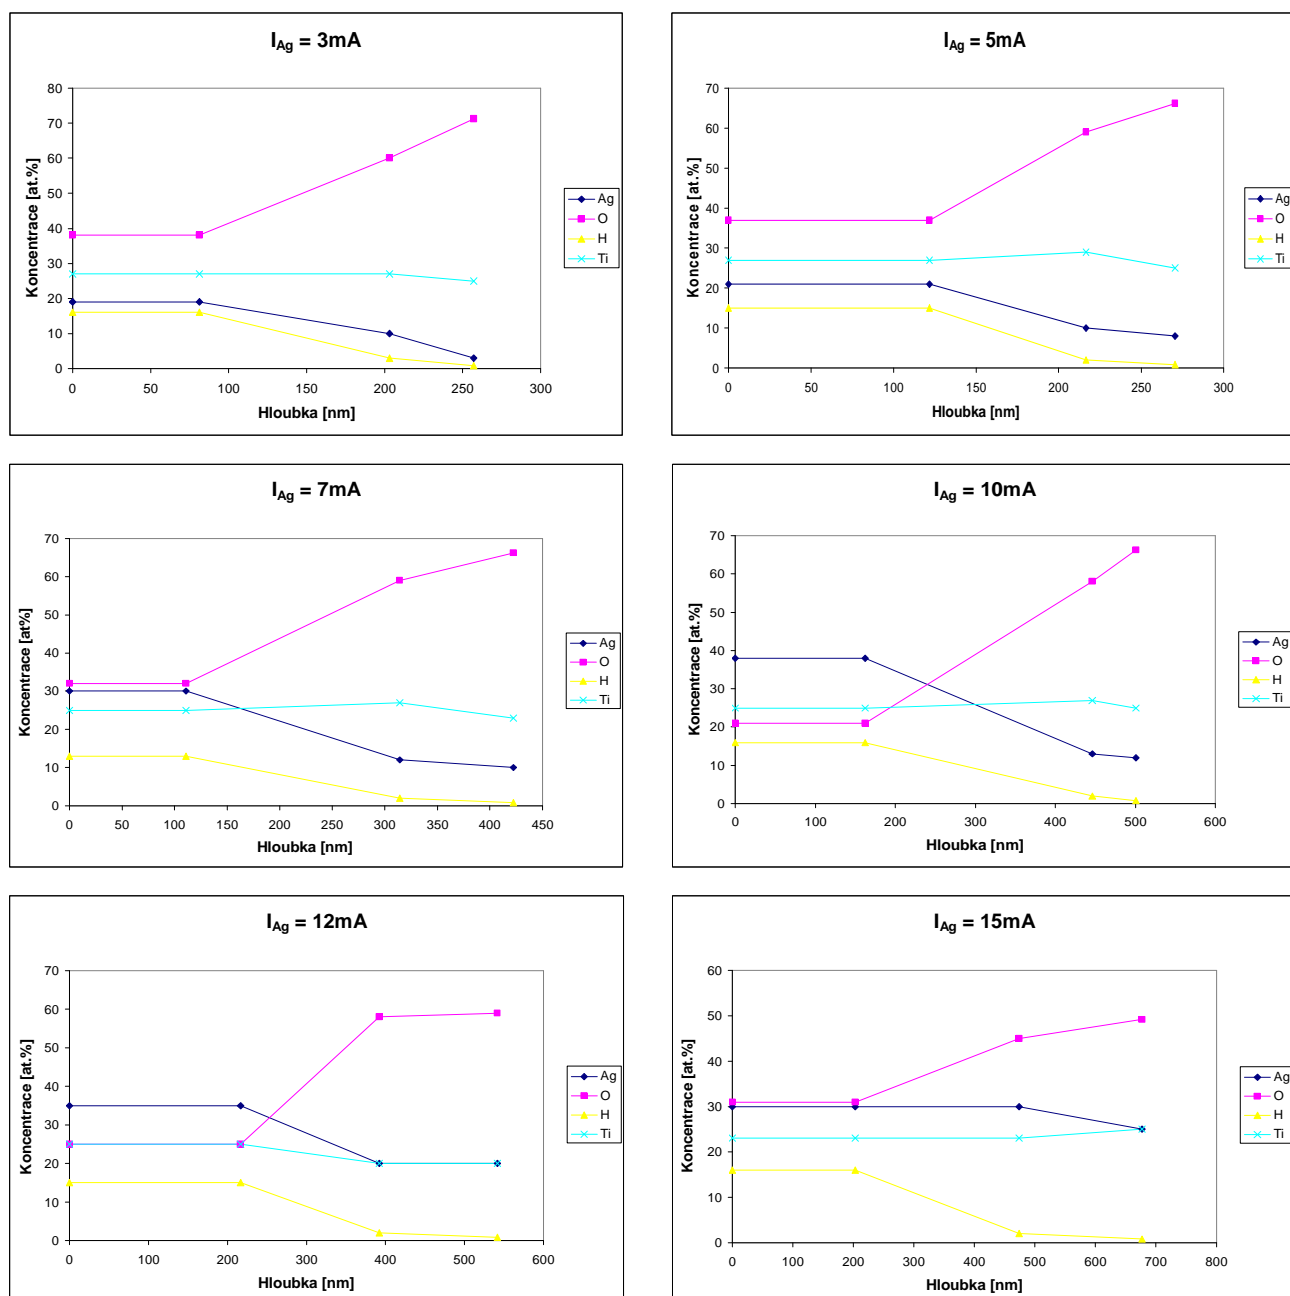 I_Ag = 3mA
Koncentrace [at.%]
80
70
60
50
40
30
20
10
0
0 50 100 150 200 250 300
Hloubka [nm]
Ag
O
H
Ti
I_Ag = 5mA
Koncentrace [at.%]
70
60
50
40
30
20
10
0
0 50 100 150 200 250 300
Hloubka [nm]
Ag
O
H
Ti
I_Ag = 7mA
Koncentrace [at%]
70
60
50
40
30
20
10
0
0 50 100 150 200 250 300 350 400 450
Hloubka [nm]
Ag
O
H
Ti
I_Ag = 10mA
Koncentrace [at.%]
70
60
50
40
30
20
10
0
0 100 200 300 400 500 600
Hloubka [nm]
Ag
O
H
Ti
I_Ag = 12mA
Koncentrace [at.%]
70
60
50
40
30
20
10
0
0 100 200 300 400 500 600
Hloubka [nm]
Ag
O
H
Ti
I_Ag = 15mA
Koncentrace [at.%]
60
50
40
30
20
10
0
0 100 200 300 400 500 600 700 800
Hloubka [nm]
Ag
O
H
Ti